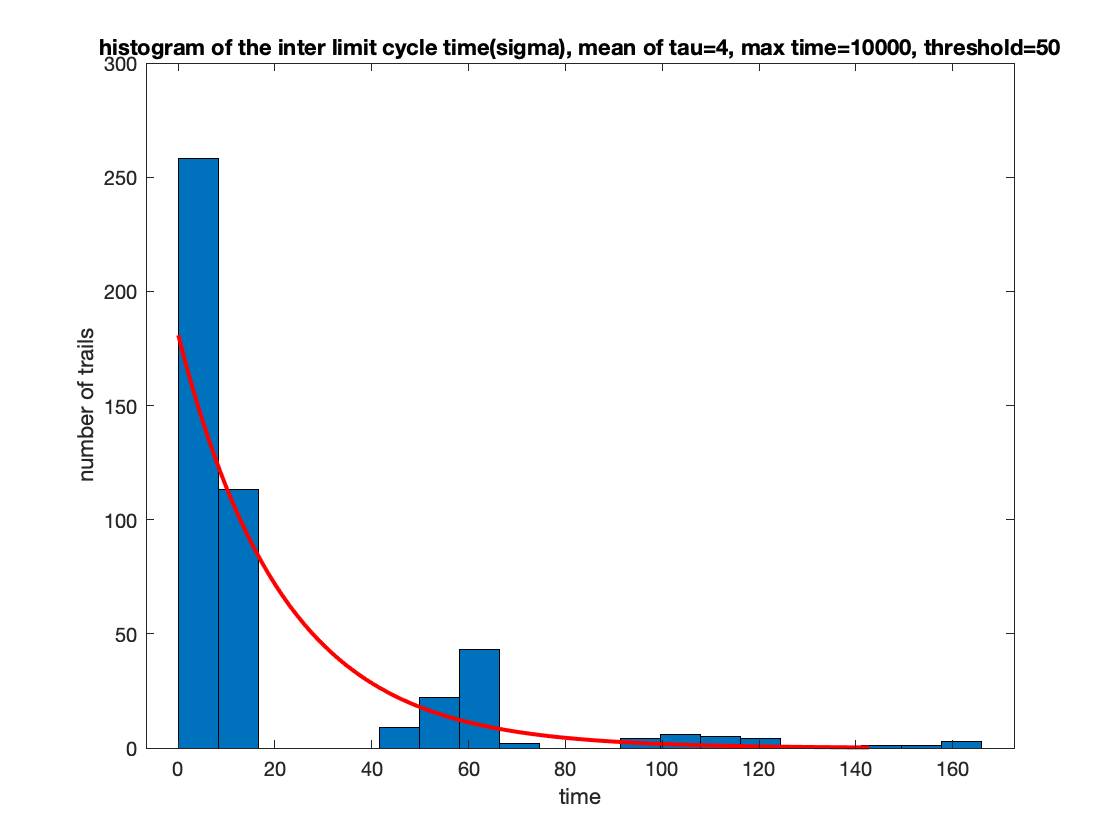 histogram of the inter limit cycle time(sigma), mean of tau=4, max time=10000, threshold=50
300
250
200
150
100
50
0
number of trails
0 20 40 60 80 100 120 140 160
time